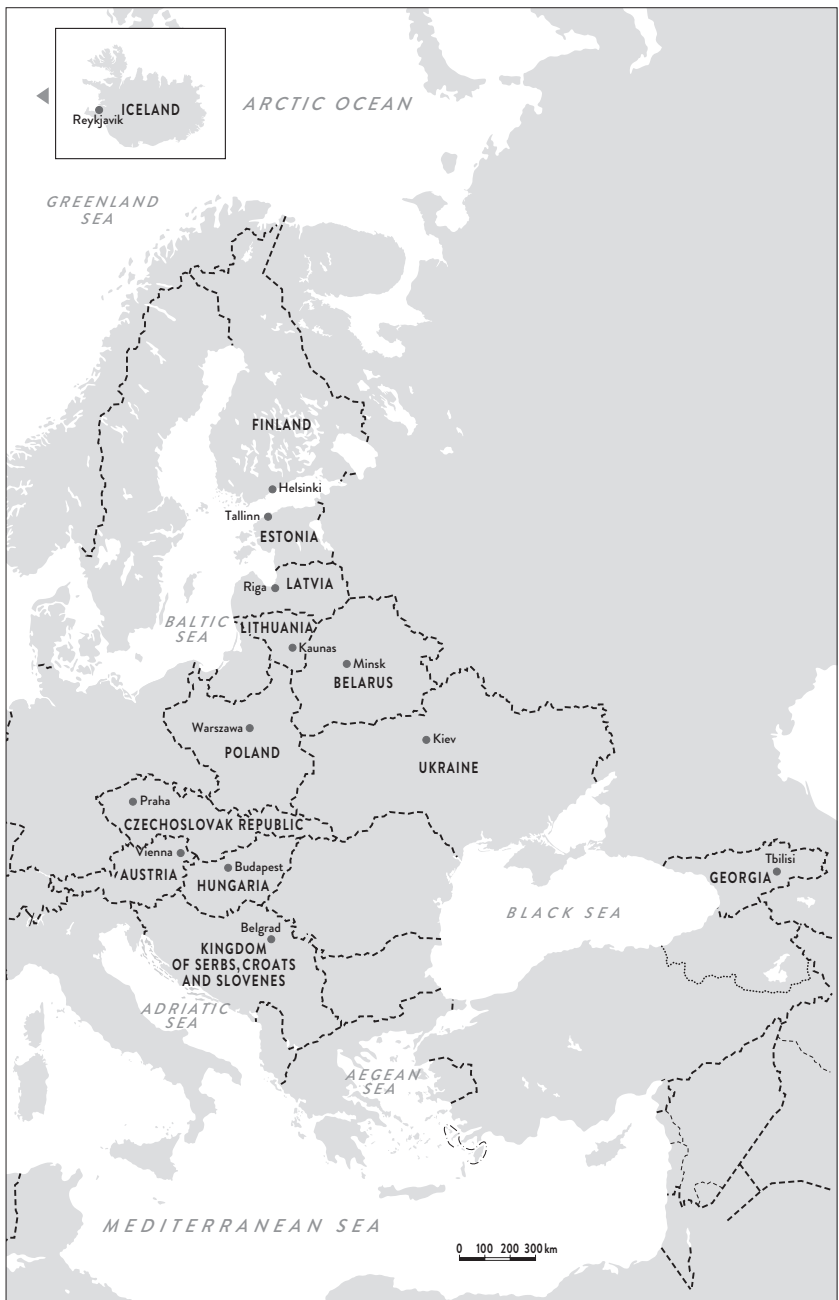 ARCTIC OCEAN
ICELAND
Reykjavik
GREENLAND
SEA
FINLAND
Helsinki
Tallinn
ESTONIA
Riga
LATVIA
BALTIC
SEA
LITHUANIA
Kaunas
Minsk
BELARUS
Warszawa
POLAND
Kiev
UKRAINE
Praha
CZECHOSLOVAK REPUBLIC
Vienna
AUSTRIA
Budapest
HUNGARIA
Tbilisi
GEORGIA
BLACK SEA
Belgrad
KINGDOM
OF SERBS, CROATS
AND SLOVENES
ADRIATIC
SEA
AEGEAN
SEA
MEDITERRANEAN SEA
0 100 200 300 km